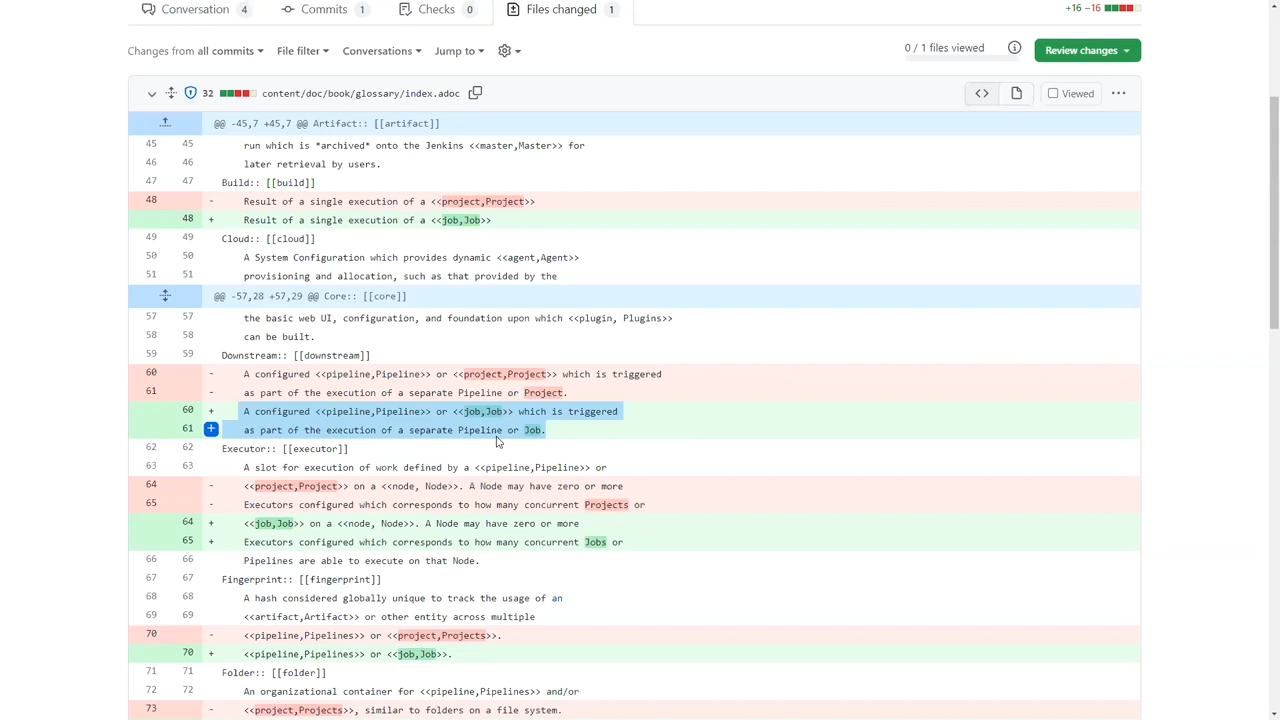 Conversation 4 Commits 1 Checks 0 Files changed 1 +16 −16
Changes from all commits File filter Conversations Jump to 0 / 1 files viewed Review changes
32 content/doc/book/glossary/index.adoc Viewed
@@ -45,7 +45,7 @@ Artifact:: [[artifact]]
45 45 run which is *archived* onto the Jenkins <<master,Master>> for
46 46 later retrieval by users.
47 47 Build:: [[build]]
48 - Result of a single execution of a <<project,Project>>
48 + Result of a single execution of a <<job,Job>>
49 49 Cloud:: [[cloud]]
50 50 A System Configuration which provides dynamic <<agent,Agent>>
51 51 provisioning and allocation, such as that provided by the
@@ -57,28 +57,29 @@ Core:: [[core]]
57 57 the basic web UI, configuration, and foundation upon which <<plugin, Plugins>>
58 58 can be built.
59 59 Downstream:: [[downstream]]
60 - A configured <<pipeline,Pipeline>> or <<project,Project>> which is triggered
61 - as part of the execution of a separate Pipeline or Project.
60 + A configured <<pipeline,Pipeline>> or <<job,Job>> which is triggered
61 + as part of the execution of a separate Pipeline or Job.
62 62 Executor:: [[executor]]
63 63 A slot for execution of work defined by a <<pipeline,Pipeline>> or
64 - <<project,Project>> on a <<node, Node>>. A Node may have zero or more
65 - Executors configured which corresponds to how many concurrent Projects or
64 + <<job,Job>> on a <<node, Node>>. A Node may have zero or more
65 + Executors configured which corresponds to how many concurrent Jobs or
66 66 Pipelines are able to execute on that Node.
67 67 Fingerprint:: [[fingerprint]]
68 68 A hash considered globally unique to track the usage of an
69 69 <<artifact,Artifact>> or other entity across multiple
70 - <<pipeline,Pipelines>> or <<project,Projects>>.
70 + <<pipeline,Pipelines>> or <<job,Job>>.
71 71 Folder:: [[folder]]
72 72 An organizational container for <<pipeline,Pipelines>> and/or
73 - <<project,Projects>>, similar to folders on a file system.